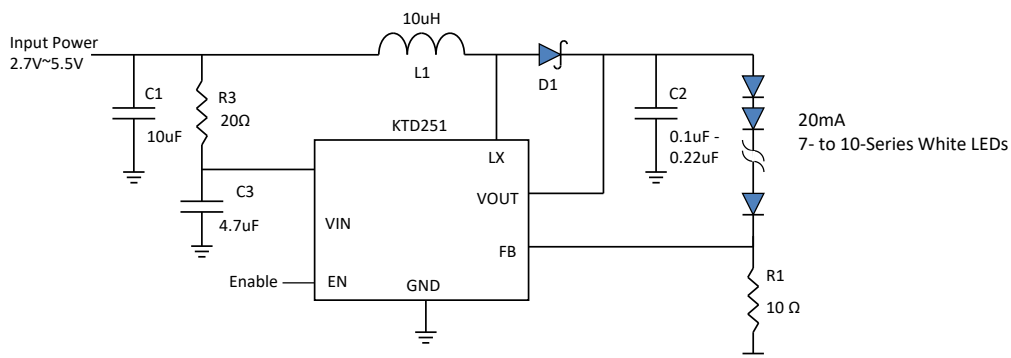 10uH
Input Power
2.7V~5.5V
L1
D1
C1
10uF
R3
20Ω
KTD251
C2
0.1uF -
0.22uF
20mA
7- to 10-Series White LEDs
LX
VOUT
C3
4.7uF
VIN
FB
Enable
EN
GND
R1
10 Ω